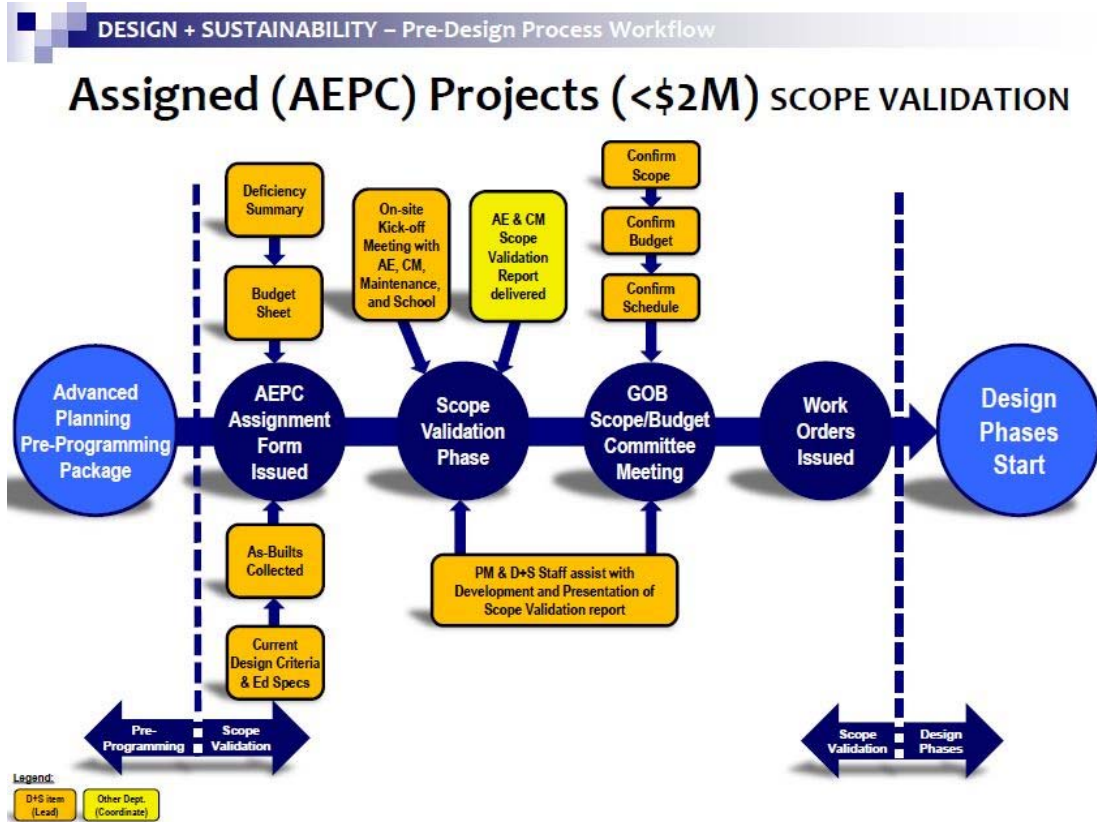 DESIGN + SUSTAINABILITY – Pre-Design Process Workflow
Assigned (AEPC) Projects (<$2M) SCOPE VALIDATION
Deficiency
Summary
Budget
Sheet
On-site
Kick-off
Meeting with
AE, CM,
Maintenance,
and School
AE & CM
Scope
Validation
Report
delivered
Confirm
Scope
Confirm
Budget
Confirm
Schedule
Advanced
Planning
Pre-Programming
Package
AEPC
Assignment
Form
Issued
Scope
Validation
Phase
GOB
Scope/Budget
Committee
Meeting
Work
Orders
Issued
Design
Phases
Start
As-Builts
Collected
Current
Design Criteria
& Ed Specs
PM & D+S Staff assist with
Development and Presentation of
Scope Validation report
Pre-
Programming
Scope
Validation
Scope
Validation
Design
Phases
Legend:
D+S item
(Lead)
Other Dept.
(Coordinate)